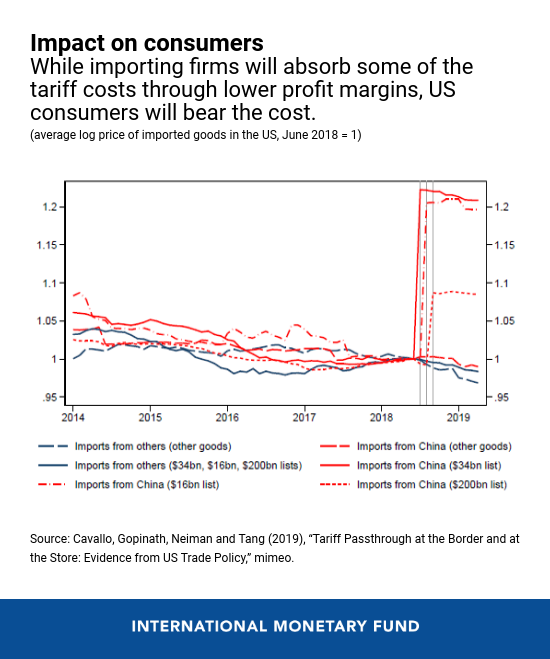 Impact on consumers
While importing firms will absorb some of the
tariff costs through lower profit margins, US
consumers will bear the cost.
(average log price of imported goods in the US, June 2018 = 1)
1.2 1.2
1.15 1.15
1.1 1.1
1.05 1.05
1 1
.95 .95
2014 2015 2016 2017 2018 2019
Imports from others (other goods) Imports from China (other goods)
Imports from others ($34bn, $16bn, $200bn lists) Imports from China ($34bn list)
Imports from China ($16bn list) Imports from China ($200bn list)
Source: Cavallo, Gopinath, Neiman and Tang (2019), “Tariff Passthrough at the Border and at
the Store: Evidence from US Trade Policy,” mimeo.
INTERNATIONAL MONETARY FUND